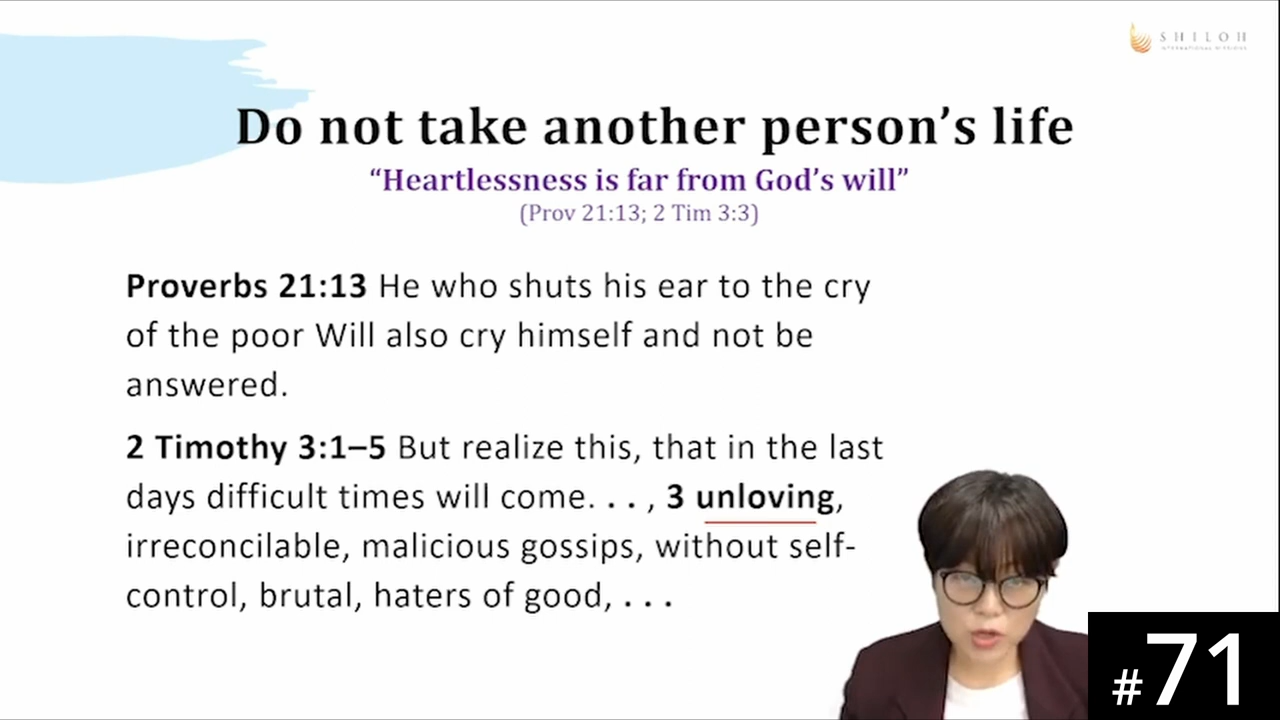 SHILOH
INTERNATIONAL MISSIONS
Do not take another person’s life
“Heartlessness is far from God’s will”
(Prov 21:13; 2 Tim 3:3)
Proverbs 21:13 He who shuts his ear to the cry
of the poor Will also cry himself and not be
answered.
2 Timothy 3:1–5 But realize this, that in the last
days difficult times will come. . . , 3 unloving,
irreconcilable, malicious gossips, without self-
control, brutal, haters of good, . . .
#71